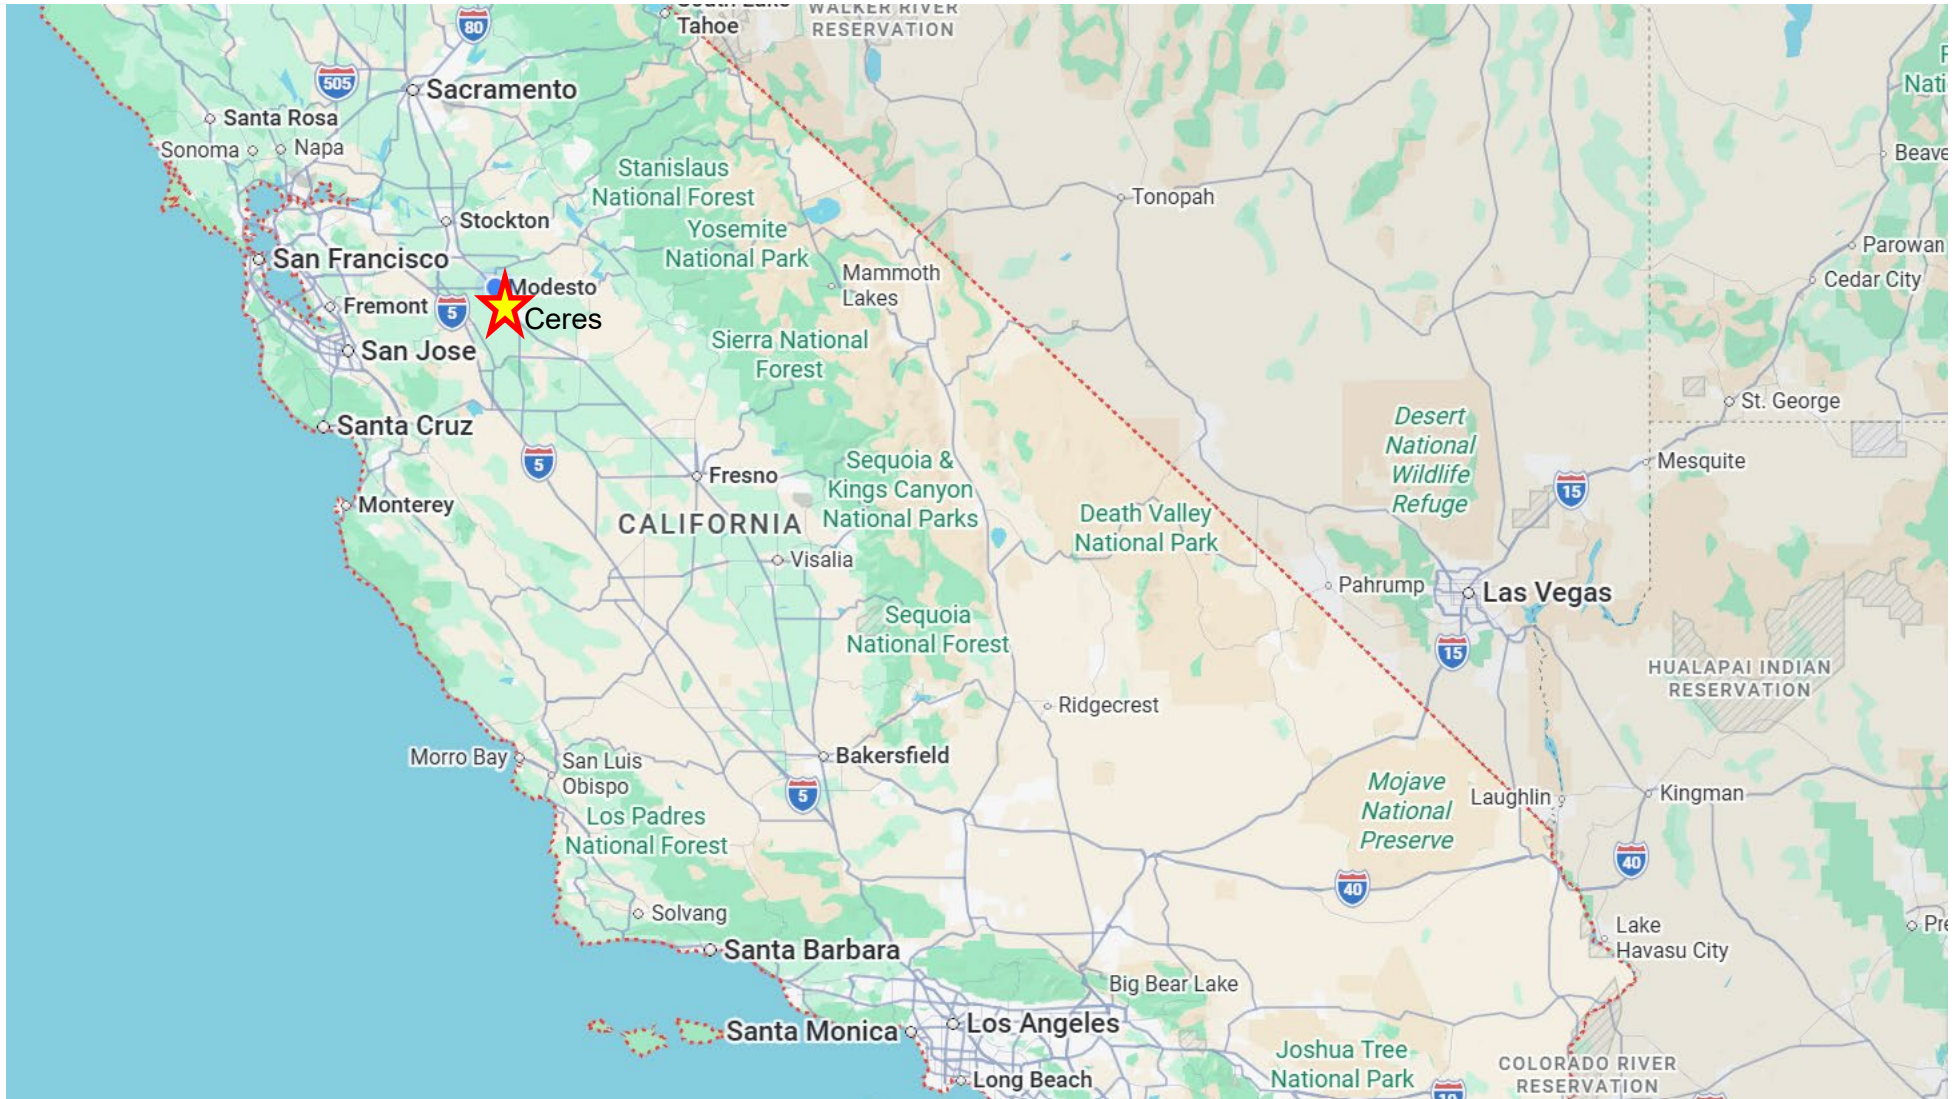 WALKER RIVER
RESERVATION
Tahoe
80
505
Sacramento
Santa Rosa
Sonoma
Napa
Stanislaus
National Forest
Tonopah
Stockton
Yosemite
National Park
San Francisco
Mammoth
Lakes
Modesto
Ceres
Fremont
5
San Jose
Sierra National
Forest
Santa Cruz
Parowan
Cedar City
St. George
Desert
National
Wildlife
Refuge
Mesquite
15
5
Fresno
Sequoia &
Kings Canyon
National Parks
Monterey
CALIFORNIA
Death Valley
National Park
Visalia
Pahrump
Las Vegas
15
Sequoia
National Forest
HUALAPAI INDIAN
RESERVATION
Ridgecrest
Morro Bay
San Luis
Obispo
Bakersfield
5
Los Padres
National Forest
Mojave
National
Preserve
Laughlin
Kingman
40
40
Solvang
Lake
Havasu City
Santa Barbara
Big Bear Lake
Santa Monica
Los Angeles
Long Beach
Joshua Tree
National Park
COLORADO RIVER
RESERVATION